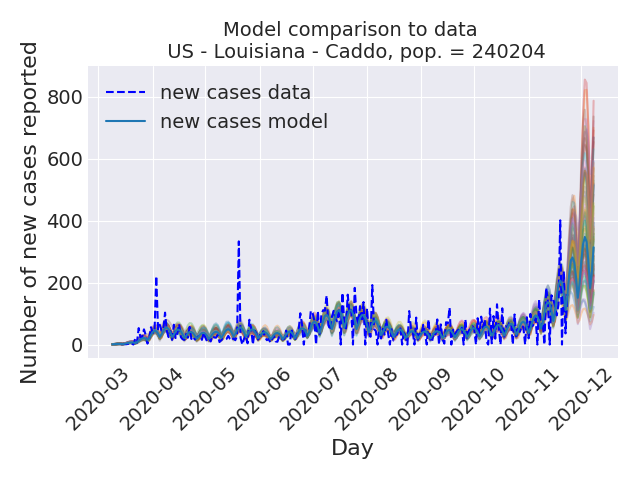 Model comparison to data
US - Louisiana - Caddo, pop. = 240204
Number of new cases reported
800
600
400
200
0
new cases data
new cases model
2020-03
2020-04
2020-05
2020-06
2020-07
2020-08
2020-09
2020-10
2020-11
2020-12
Day